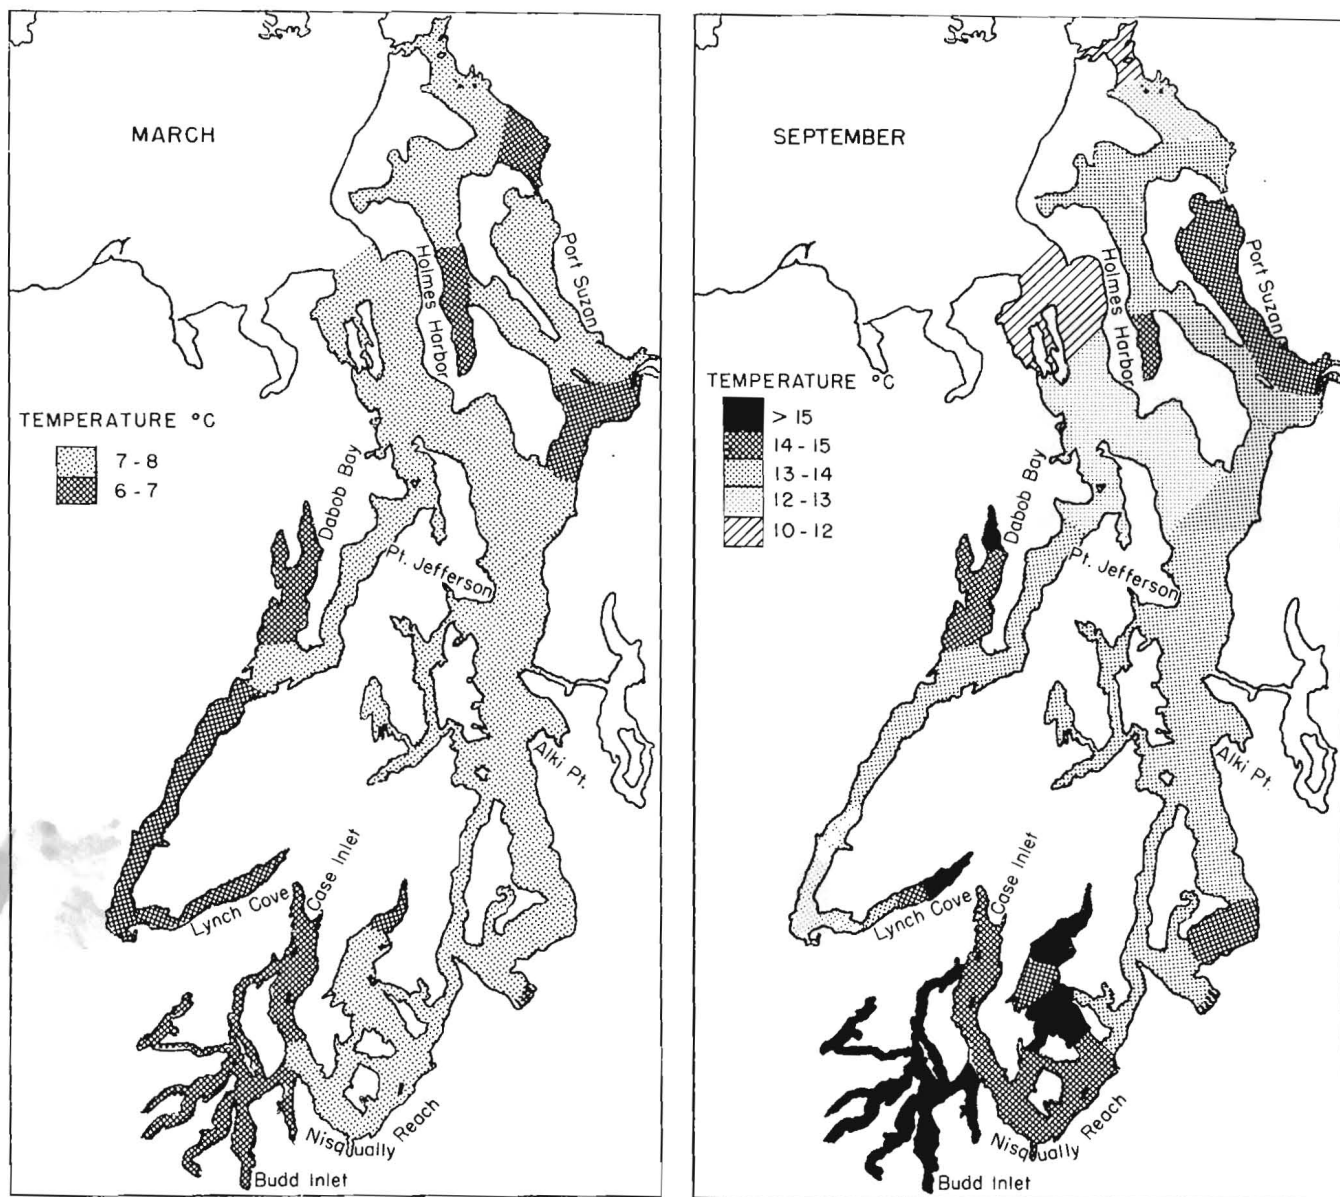 MARCH
Holmes Harbor
Port Suzan
TEMPERATURE °C
7-8
6-7
Dabob Bay
Pt. Jefferson
Alki Pt.
Lynch Cove
Case Inlet
Nisqually Reach
Budd Inlet
SEPTEMBER
Holmes Harbor
Port Suzan
TEMPERATURE °C
> 15
14-15
13-14
12-13
10-12
Dabob Bay
Pt. Jefferson
Alki Pt.
Lynch Cove
Case Inlet
Nisqually Reach
Budd Inlet